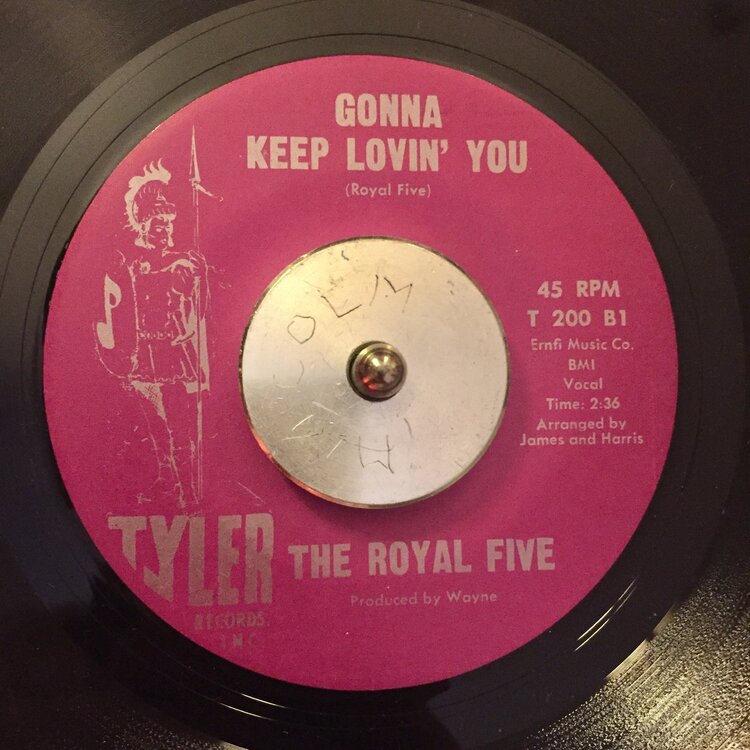 GONNA
KEEP LOVIN' YOU
(Royal Five)
45 RPM
T 200 B1
Ernfi Music Co.
BMI
Vocal
Time: 2:36
Arranged by
James and Harris
TYLER
RECORDS.
INC
THE ROYAL FIVE
Produced by Wayne